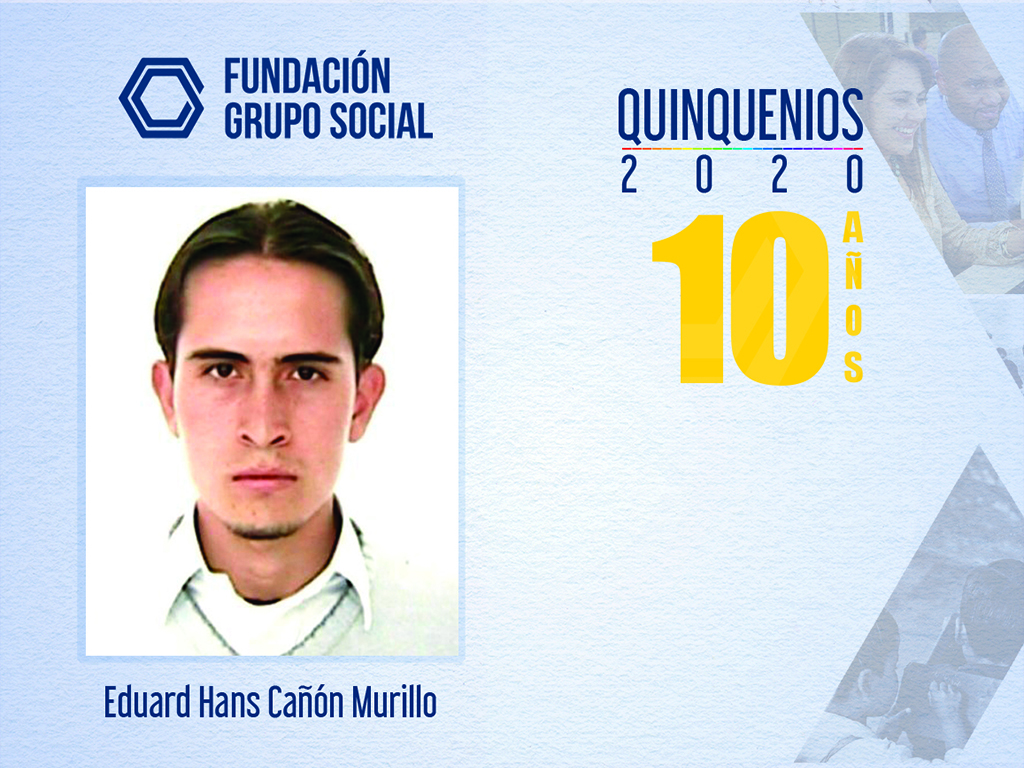 FUNDACIÓN
GRUPO SOCIAL
QUINQUENIOS
2020
10 AÑOS
Eduard Hans Cañón Murillo